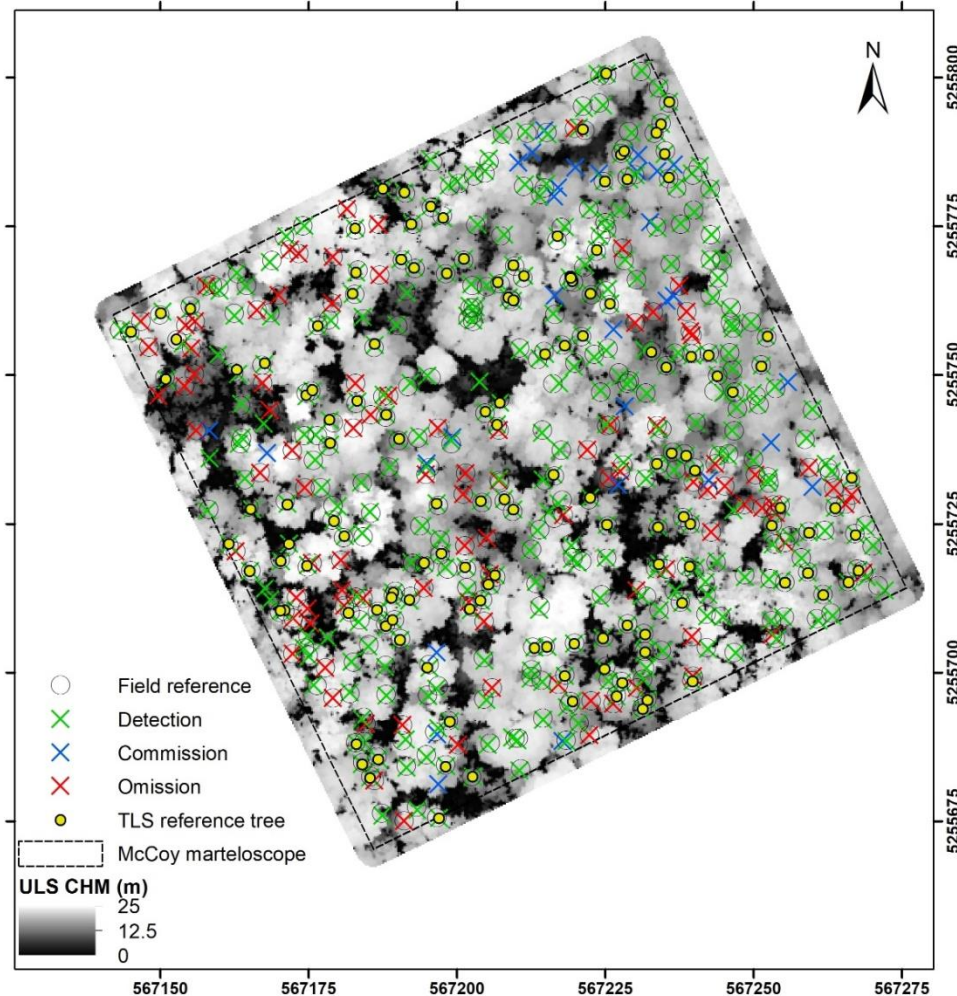 N
5255800
5255775
5255750
5255725
5255700
5255675
Field reference
Detection
Commission
Omission
TLS reference tree
McCoy marteloscope
ULS CHM (m)
25
12.5
0
567150 567175 567200 567225 567250 567275